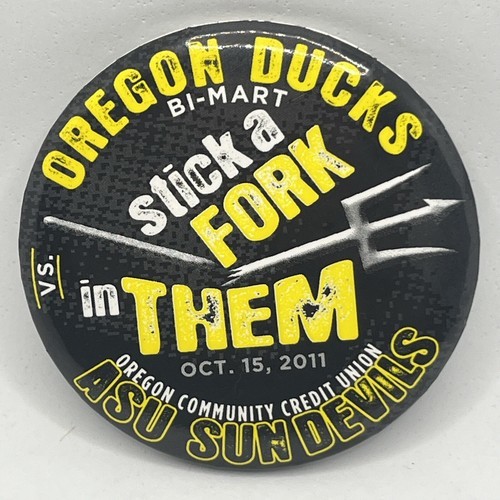 OREGON DUCKS
BI-MART
stick a
FORK
in THEM
vs.
OCT. 15, 2011
OREGON COMMUNITY CREDIT UNION
ASU SUN DEVILS